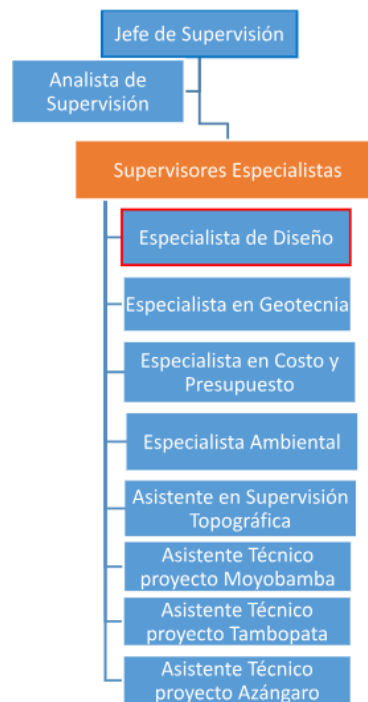 Jefe de Supervisión
Analista de
Supervisión
Supervisores Especialistas
Especialista de Diseño
Especialista en Geotecnia
Especialista en Costo y
Presupuesto
Especialista Ambiental
Asistente en Supervisión
Topográfica
Asistente Técnico
proyecto Moyobamba
Asistente Técnico
proyecto Tambopata
Asistente Técnico
proyecto Azángaro